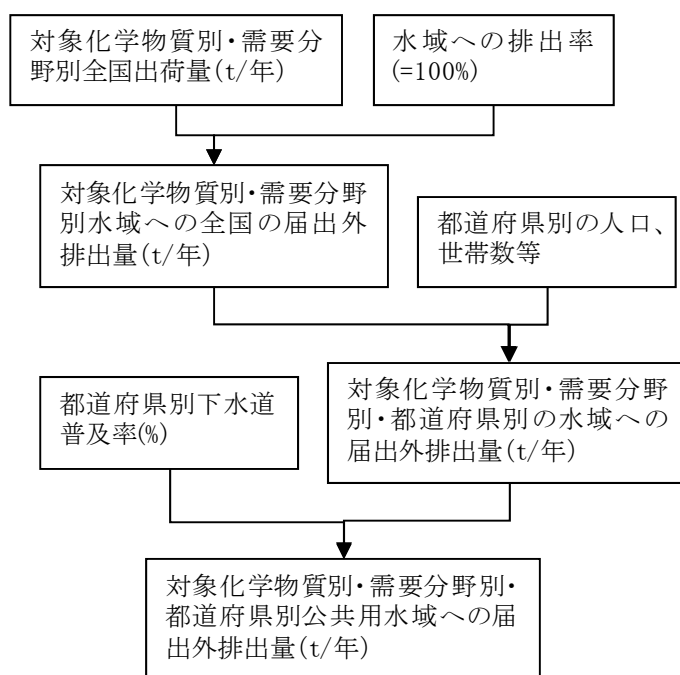 対象化学物質別・需要分
野別全国出荷量(t/年)
水域への排出率
(=100%)
対象化学物質別・需要分野
別水域への全国の届出外
排出量(t/年)
都道府県別の人口、
世帯数等
都道府県別下水道
普及率(%)
対象化学物質別・需要分野
別・都道府県別の水域への
届出外排出量(t/年)
対象化学物質別・需要分野別・
都道府県別公共用水域への届
出外排出量(t/年)